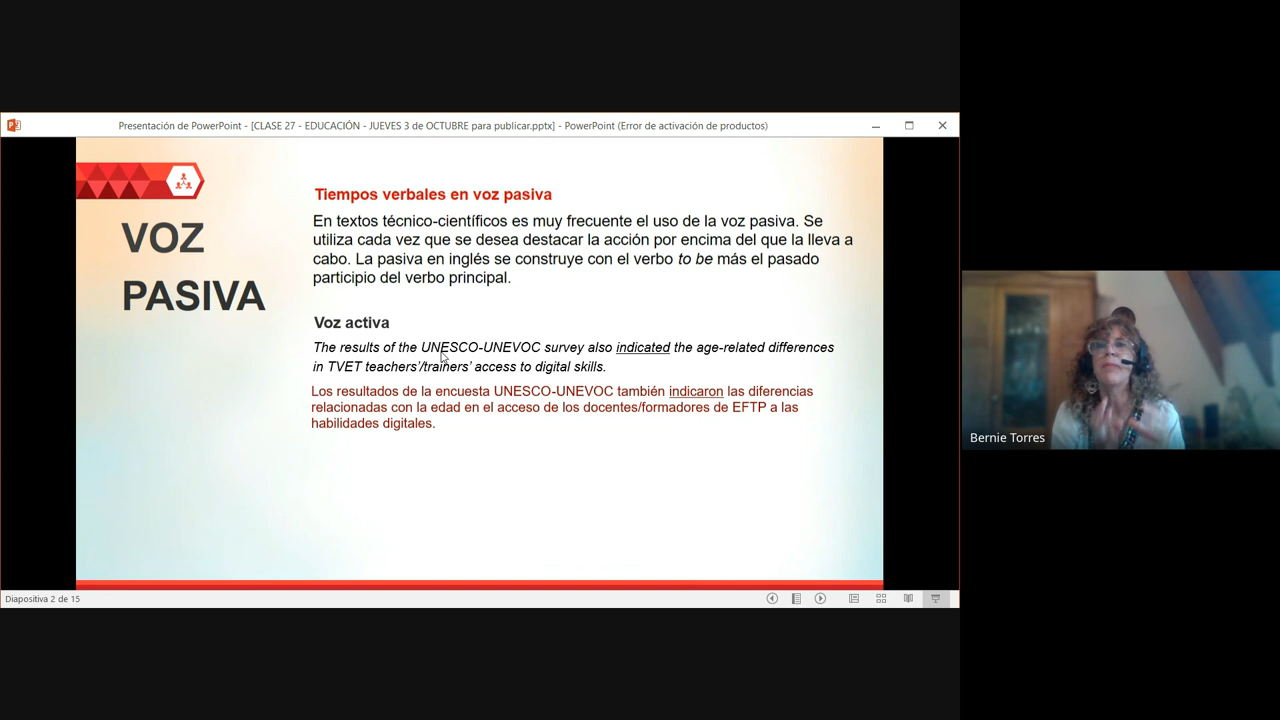 Presentación de PowerPoint - [CLASE 27 - EDUCACIÓN - JUEVES 3 de OCTUBRE para publicar.pptx] - PowerPoint (Error de activación de productos)
VOZ
PASIVA
Tiempos verbales en voz pasiva
En textos técnico-científicos es muy frecuente el uso de la voz pasiva. Se
utiliza cada vez que se desea destacar la acción por encima del que la lleva a
cabo. La pasiva en inglés se construye con el verbo to be más el pasado
participio del verbo principal.
Voz activa
The results of the UNESCO-UNEVOC survey also indicated the age-related differences
in TVET teachers'/trainers' access to digital skills.
Los resultados de la encuesta UNESCO-UNEVOC también indicaron las diferencias
relacionadas con la edad en el acceso de los docentes/formadores de EFTP a las
habilidades digitales.
Diapositiva 2 de 15
Bernie Torres